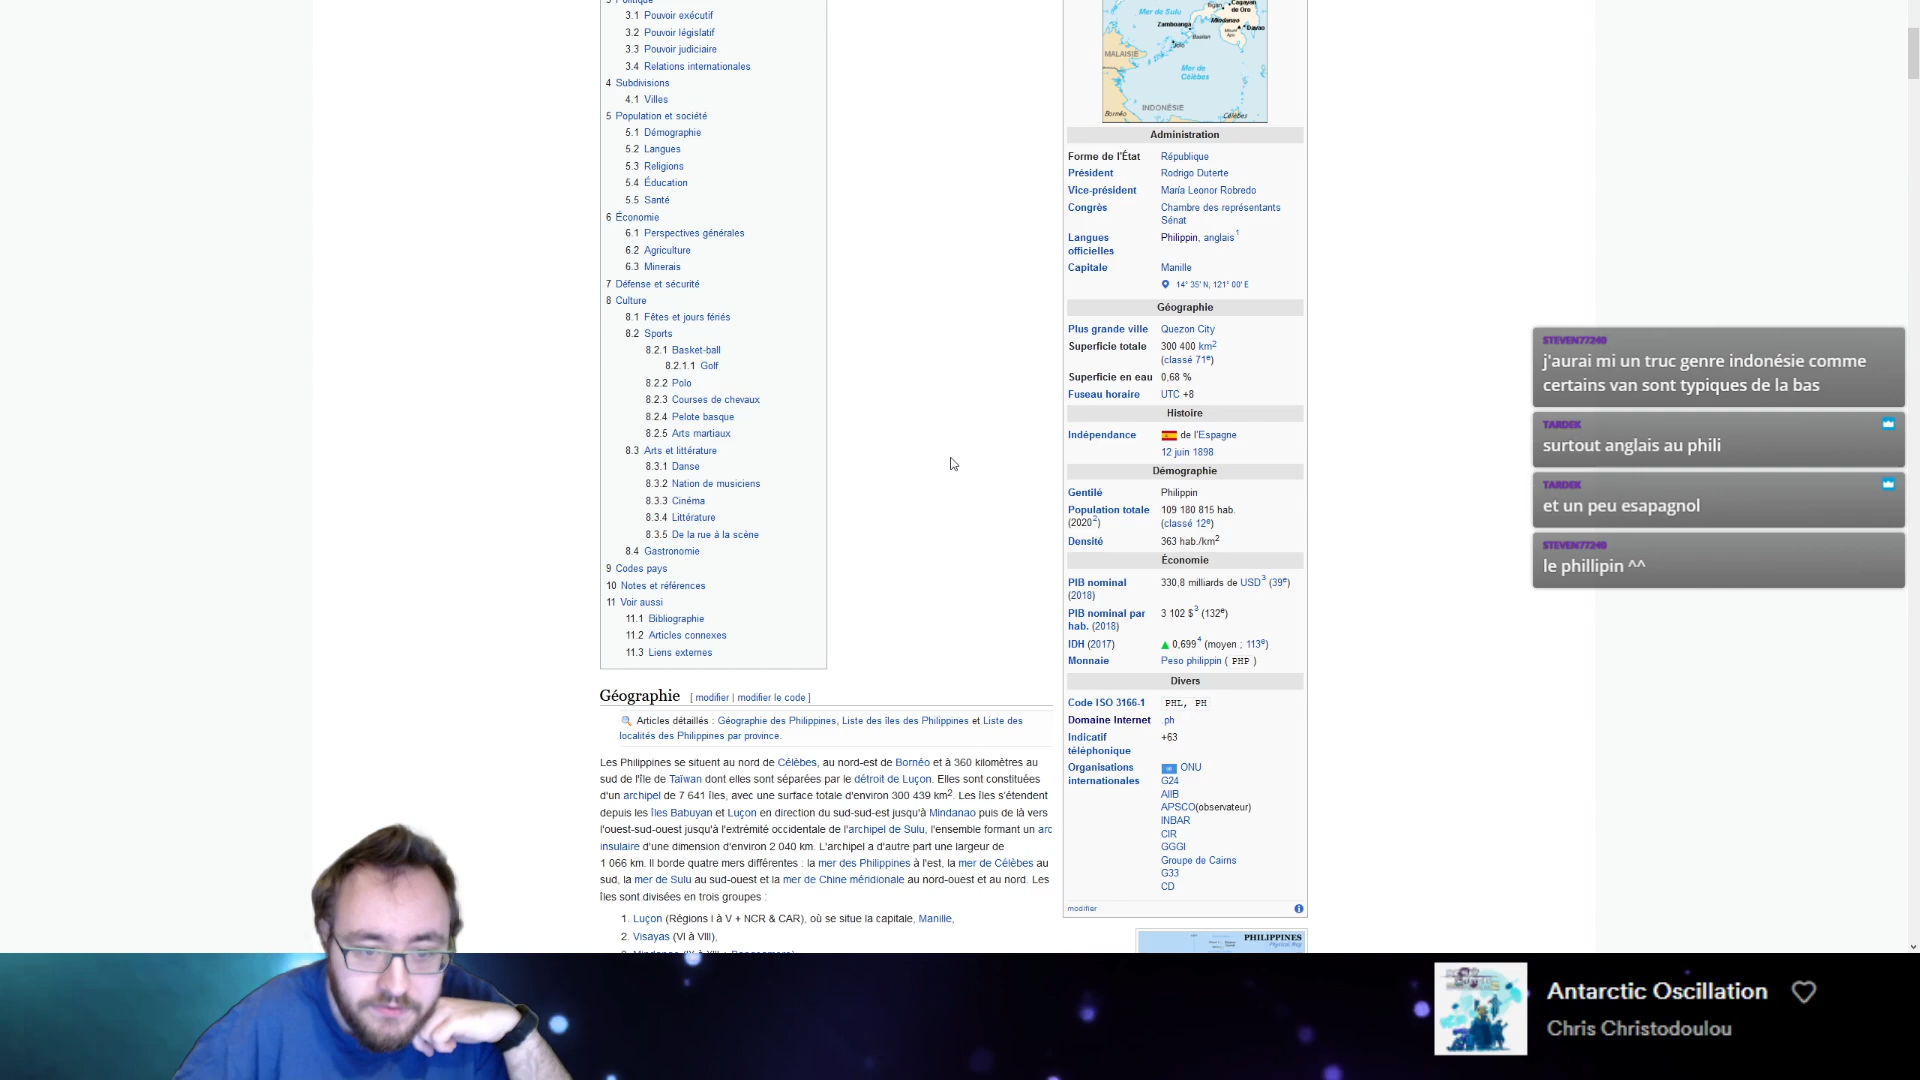 3.1 Pouvoir exécutif
3.2 Pouvoir législatif
3.3 Pouvoir judiciaire
3.4 Relations internationales
4 Subdivisions
4.1 Villes
5 Population et société
5.1 Démographie
5.2 Langues
5.3 Religions
5.4 Éducation
5.5 Santé
6 Économie
6.1 Perspectives générales
6.2 Agriculture
6.3 Minerais
7 Défense et sécurité
8 Culture
8.1 Fêtes et jours fériés
8.2 Sports
8.2.1 Basket-ball
8.2.1.1 Golf
8.2.2 Polo
8.2.3 Courses de chevaux
8.2.4 Pelote basque
8.2.5 Arts martiaux
8.3 Arts et littérature
8.3.1 Danse
8.3.2 Nation de musiciens
8.3.3 Cinéma
8.3.4 Littérature
8.3.5 De la rue à la scène
8.4 Gastronomie
9 Codes pays
10 Notes et références
11 Voir aussi
11.1 Bibliographie
11.2 Articles connexes
11.3 Liens externes
Géographie [ modifier | modifier le code ]
Articles détaillés : Géographie des Philippines, Liste des îles des Philippines et Liste des
localités des Philippines par province.
Les Philippines se situent au nord de Célèbes, au nord-est de Bornéo et à 360 kilomètres au
sud de l'île de Taïwan dont elles sont séparées par le détroit de Luçon. Elles sont constituées
d'un archipel de 7 641 îles, avec une surface totale d'environ 300 439 km2. Les îles s'étendent
depuis les îles Babuyan et Luçon en direction du sud-sud-est jusqu'à Mindanao puis de là vers
l'ouest-sud-ouest jusqu'à l'extrémité occidentale de l'archipel de Sulu, l'ensemble formant un arc
insulaire d'une dimension d'environ 2 040 km. L'archipel a d'autre part une largeur de
1 066 km. Il borde quatre mers différentes : la mer des Philippines à l'est, la mer de Célèbes au
sud, la mer de Sulu au sud-ouest et la mer de Chine méridionale au nord-ouest et au nord. Les
îles sont divisées en trois groupes :
1. Luçon (Régions I à V + NCR & CAR), où se situe la capitale, Manille,
2. Visayas (VI à VIII),
Mer de Sulu
Cagayan
de Oro
Zamboanga
Mindanao
Davao
Basilan
Jolo
MALAISIE
Mer de
Célèbes
INDONÉSIE
Bornéo
Célèbes
Administration
Forme de l'État République
Président Rodrigo Duterte
Vice-président María Leonor Robredo
Congrès Chambre des représentants
Sénat
Langues officielles Philippin, anglais1
Capitale Manille
14° 35′ N, 121° 00′ E
Géographie
Plus grande ville Quezon City
Superficie totale 300 400 km2
(classé 71e)
Superficie en eau 0,68 %
Fuseau horaire UTC +8
Histoire
Indépendance de l'Espagne
12 juin 1898
Démographie
Gentilé Philippin
Population totale (20202) 109 180 815 hab.
(classé 12e)
Densité 363 hab./km2
Économie
PIB nominal (2018) 330,8 milliards de USD3 (39e)
PIB nominal par hab. (2018) 3 102 $3 (132e)
IDH (2017) ▲ 0,6994 (moyen ; 113e)
Monnaie Peso philippin ( PHP )
Divers
Code ISO 3166-1 PHL, PH
Domaine Internet .ph
Indicatif téléphonique +63
Organisations internationales ONU
G24
AIIB
APSCO(observateur)
INBAR
CIR
GGGI
Groupe de Cairns
G33
CD
modifier
PHILIPPINES
STEVEN77240
j'aurai mi un truc genre indonésie comme
certains van sont typiques de la bas
TARDEK
surtout anglais au phili
TARDEK
et un peu esapagnol
STEVEN77240
le phillipin ^^
Antarctic Oscillation
Chris Christodoulou